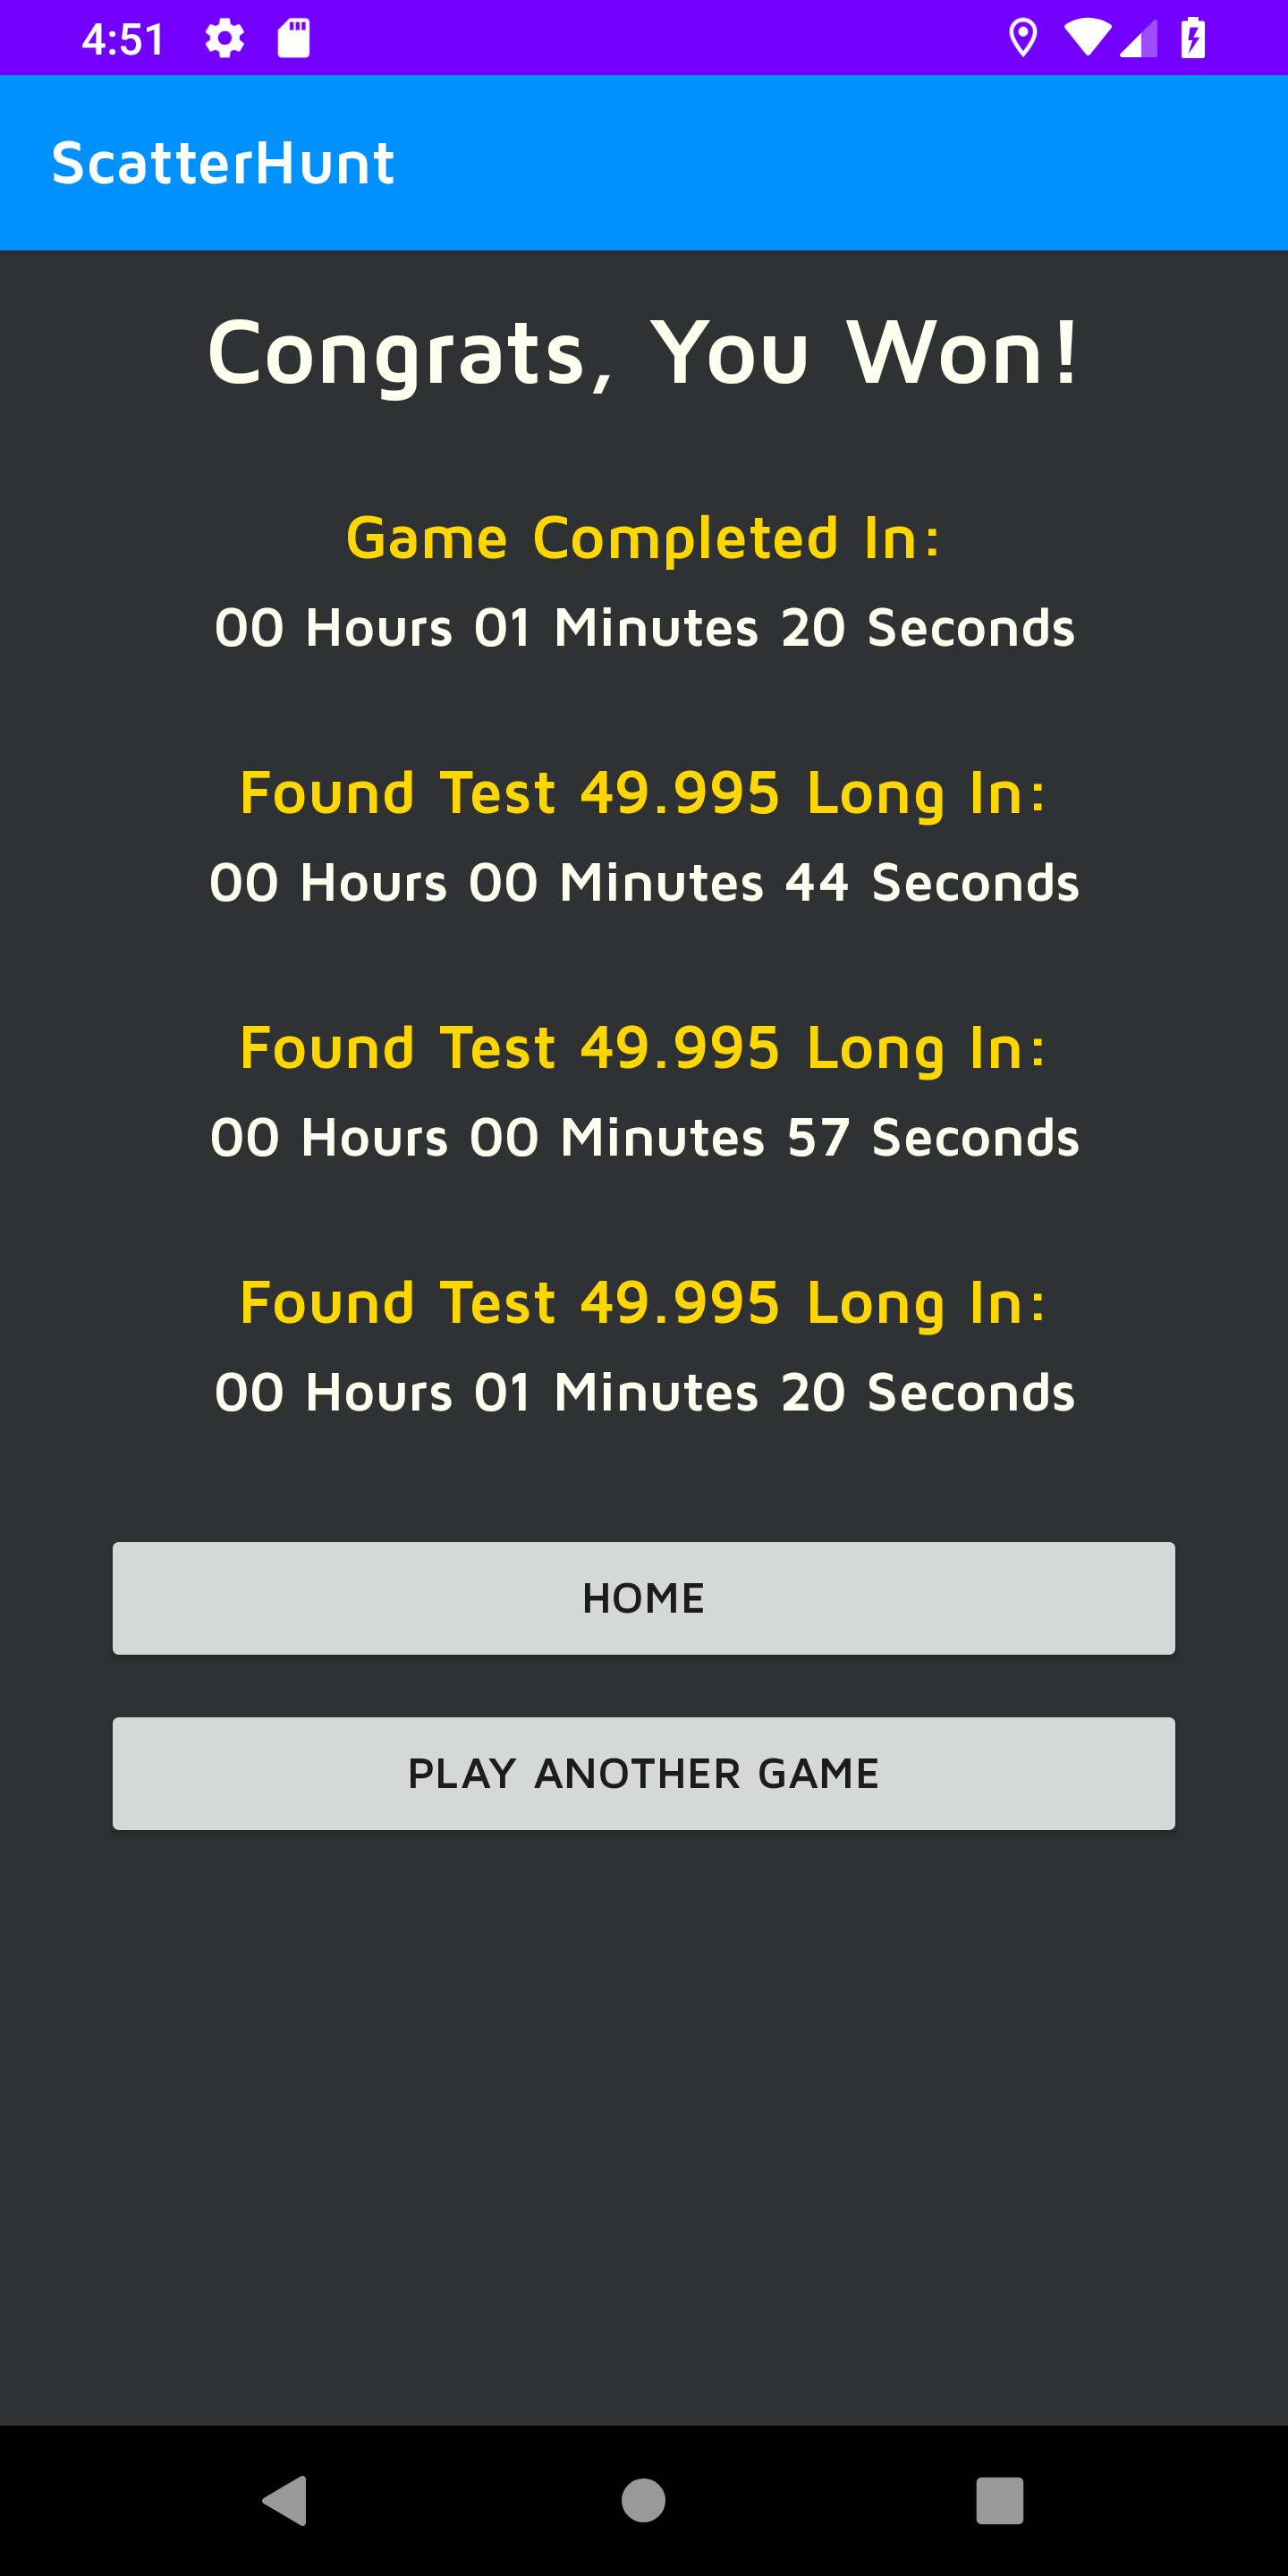 4:51
ScatterHunt
Congrats, You Won!
Game Completed In:
00 Hours 01 Minutes 20 Seconds
Found Test 49.995 Long In:
00 Hours 00 Minutes 44 Seconds
Found Test 49.995 Long In:
00 Hours 00 Minutes 57 Seconds
Found Test 49.995 Long In:
00 Hours 01 Minutes 20 Seconds
HOME
PLAY ANOTHER GAME